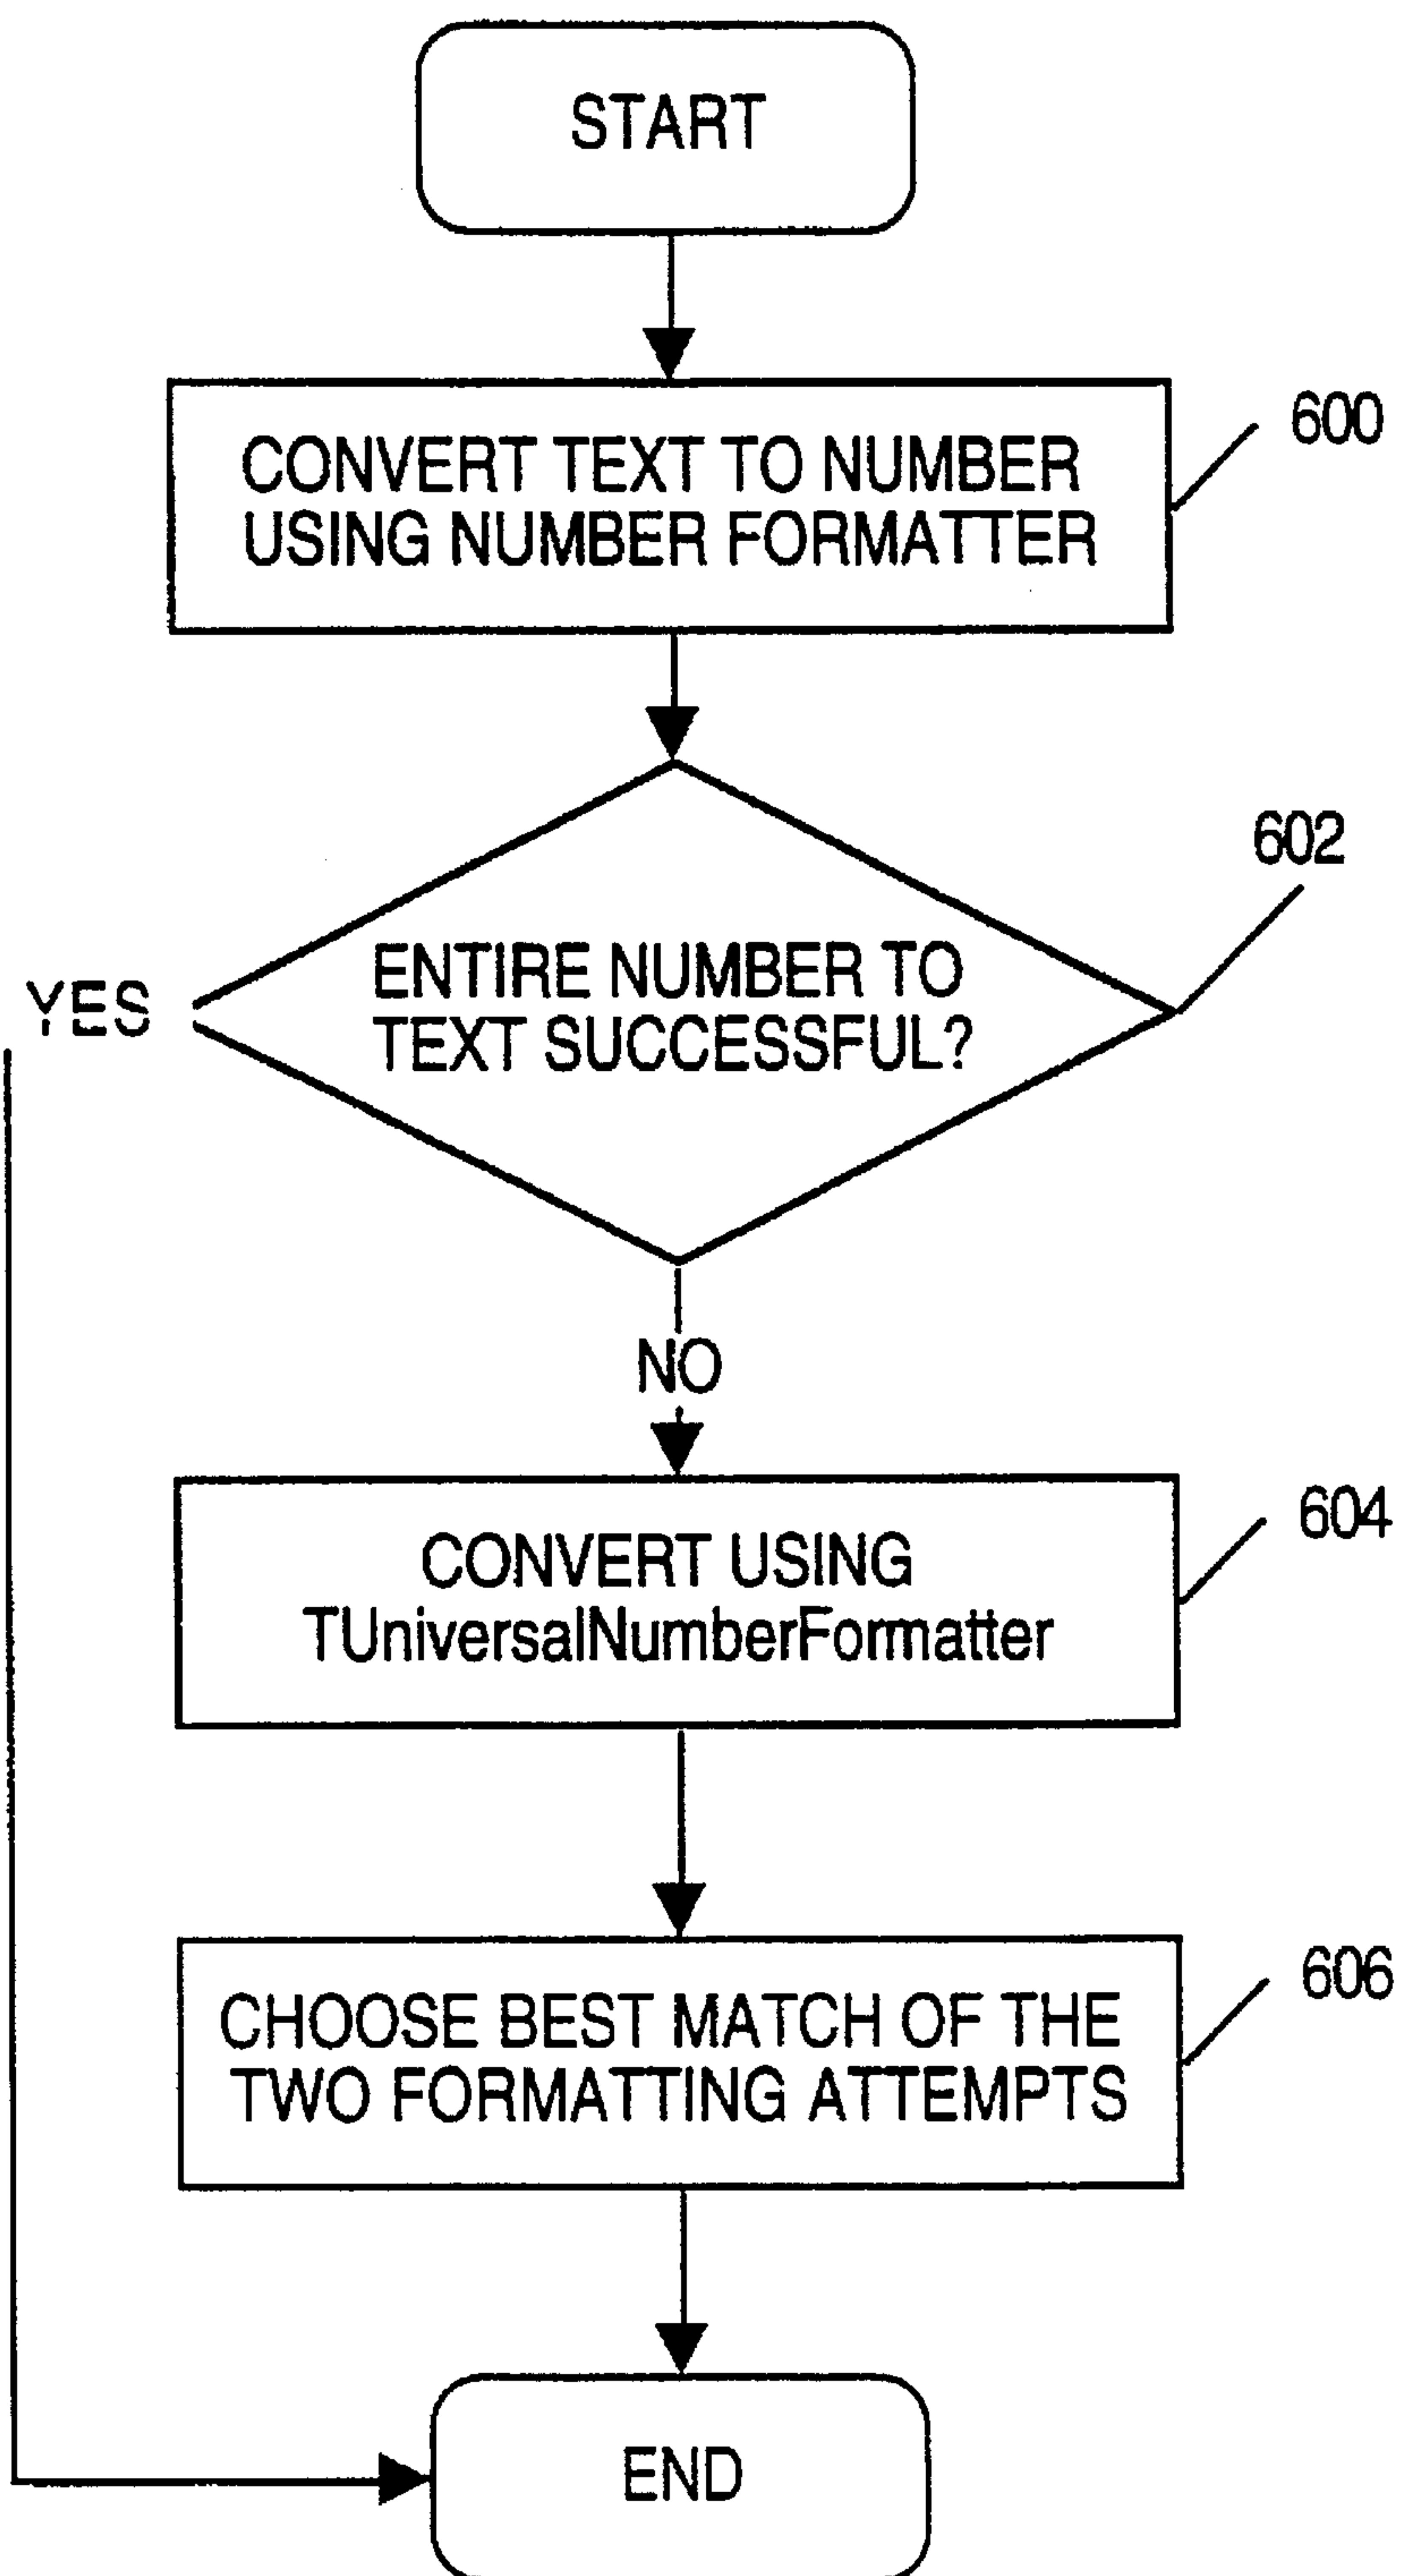 START
CONVERT TEXT TO NUMBER
USING NUMBER FORMATTER
600
602
ENTIRE NUMBER TO
TEXT SUCCESSFUL?
YES
NO
CONVERT USING
TUniversalNumberFormatter
604
CHOOSE BEST MATCH OF THE
TWO FORMATTING ATTEMPTS
606
END